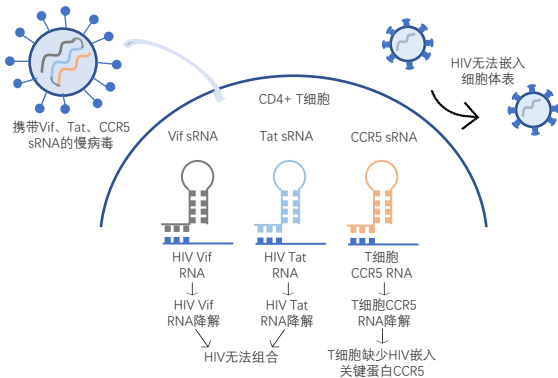 携带Vif、Tat、CCR5
sRNA的慢病毒
HIV无法嵌入
细胞体表
CD4+ T细胞
Vif sRNA
Tat sRNA
CCR5 sRNA
HIV Vif
RNA
HIV Tat
RNA
T细胞
CCR5 RNA
HIV Vif
RNA降解
HIV Tat
RNA降解
T细胞CCR5
RNA降解
HIV无法组合
T细胞缺少HIV嵌入
关键蛋白CCR5